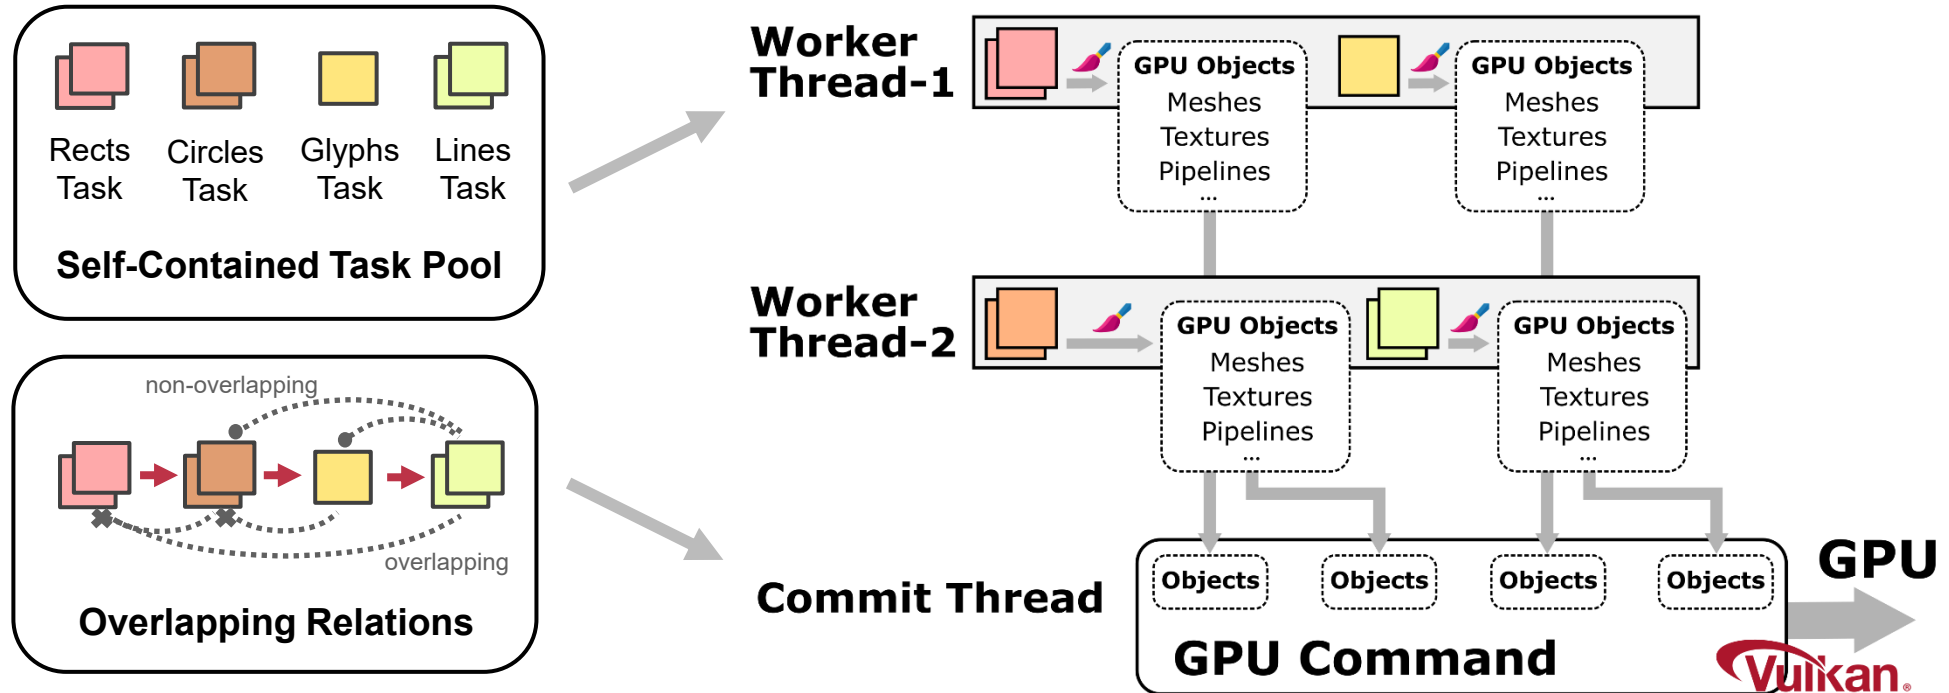 Rects
Task
Circles
Task
Glyphs
Task
Lines
Task
Self-Contained Task Pool
non-overlapping
overlapping
Overlapping Relations
Worker
Thread-1
GPU Objects
Meshes
Textures
Pipelines
...
GPU Objects
Meshes
Textures
Pipelines
...
Worker
Thread-2
GPU Objects
Meshes
Textures
Pipelines
...
GPU Objects
Meshes
Textures
Pipelines
...
Commit Thread
Objects
Objects
Objects
Objects
GPU Command
GPU
Vulkan®